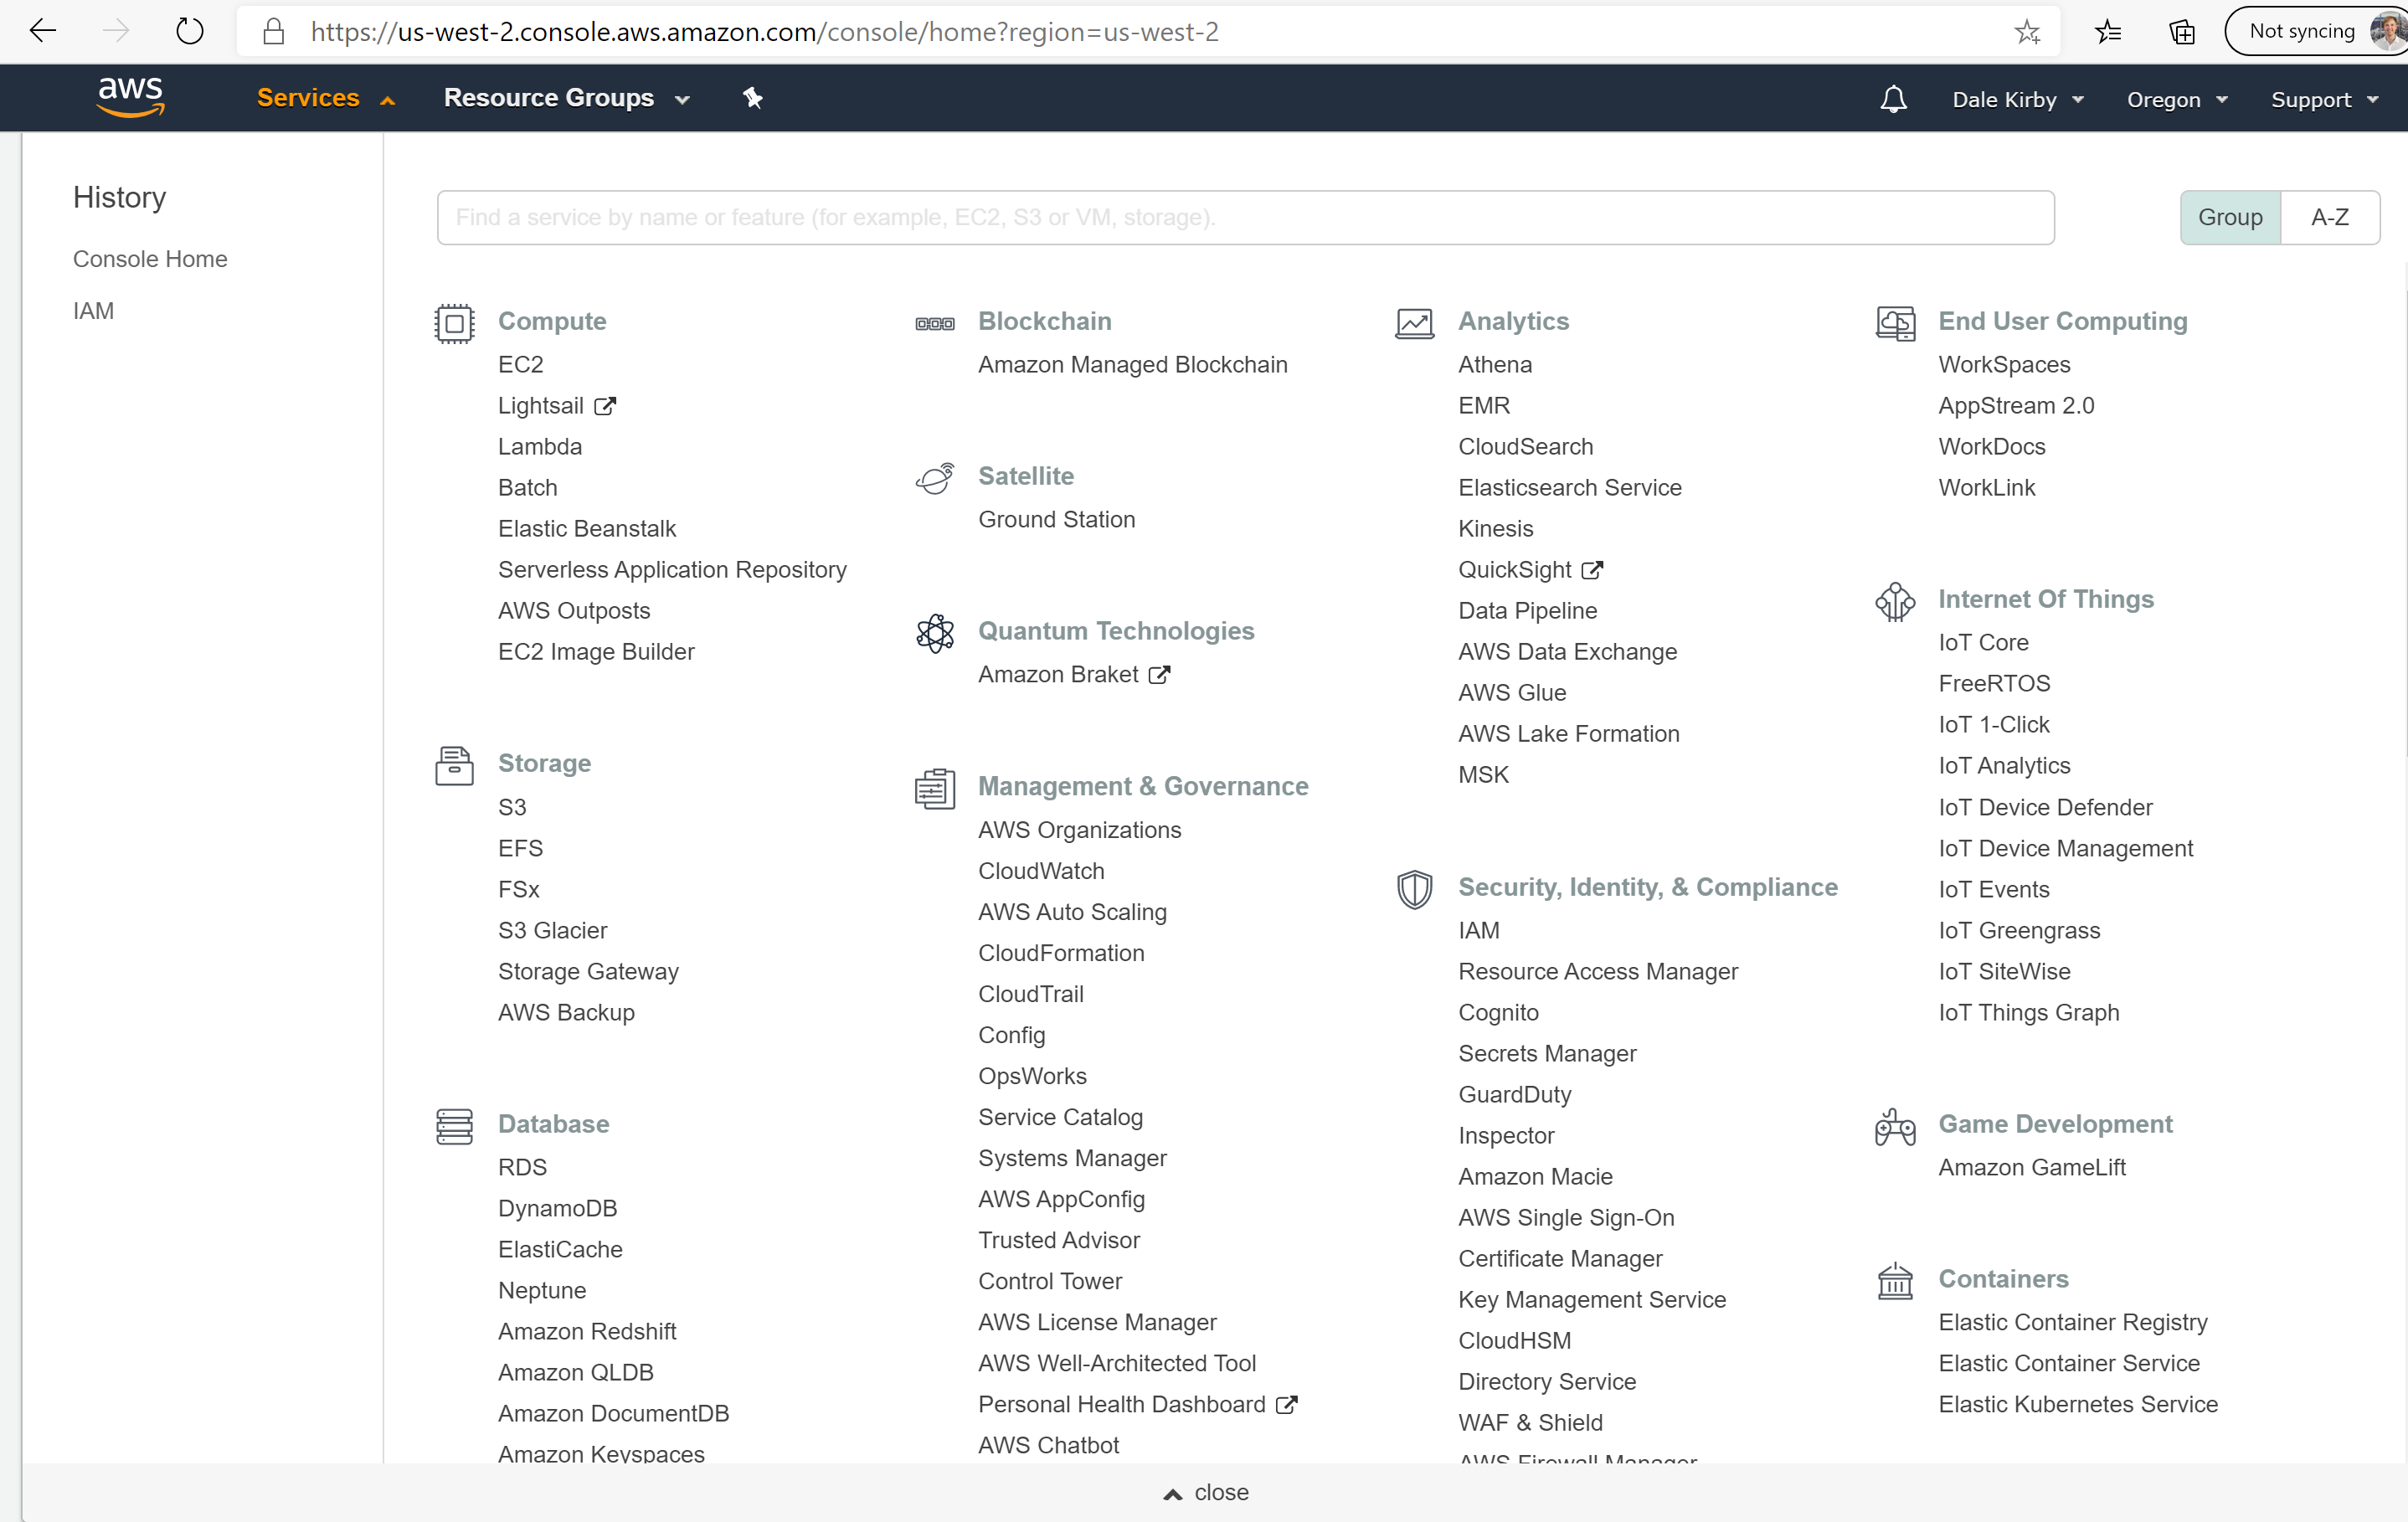 https://us-west-2.console.aws.amazon.com/console/home?region=us-west-2
Not syncing
aws
Services
Resource Groups
Dale Kirby
Oregon
Support
History
Console Home
IAM
Find a service by name or feature (for example, EC2, S3 or VM, storage).
Group
A-Z
Compute
EC2
Lightsail
Lambda
Batch
Elastic Beanstalk
Serverless Application Repository
AWS Outposts
EC2 Image Builder
Storage
S3
EFS
FSx
S3 Glacier
Storage Gateway
AWS Backup
Database
RDS
DynamoDB
ElastiCache
Neptune
Amazon Redshift
Amazon QLDB
Amazon DocumentDB
Amazon Keyspaces
Blockchain
Amazon Managed Blockchain
Satellite
Ground Station
Quantum Technologies
Amazon Braket
Management & Governance
AWS Organizations
CloudWatch
AWS Auto Scaling
CloudFormation
CloudTrail
Config
OpsWorks
Service Catalog
Systems Manager
AWS AppConfig
Trusted Advisor
Control Tower
AWS License Manager
AWS Well-Architected Tool
Personal Health Dashboard
AWS Chatbot
Analytics
Athena
EMR
CloudSearch
Elasticsearch Service
Kinesis
QuickSight
Data Pipeline
AWS Data Exchange
AWS Glue
AWS Lake Formation
MSK
Security, Identity, & Compliance
IAM
Resource Access Manager
Cognito
Secrets Manager
GuardDuty
Inspector
Amazon Macie
AWS Single Sign-On
Certificate Manager
Key Management Service
CloudHSM
Directory Service
WAF & Shield
AWS Firewall Manager
End User Computing
WorkSpaces
AppStream 2.0
WorkDocs
WorkLink
Internet Of Things
IoT Core
FreeRTOS
IoT 1-Click
IoT Analytics
IoT Device Defender
IoT Device Management
IoT Events
IoT Greengrass
IoT SiteWise
IoT Things Graph
Game Development
Amazon GameLift
Containers
Elastic Container Registry
Elastic Container Service
Elastic Kubernetes Service
close